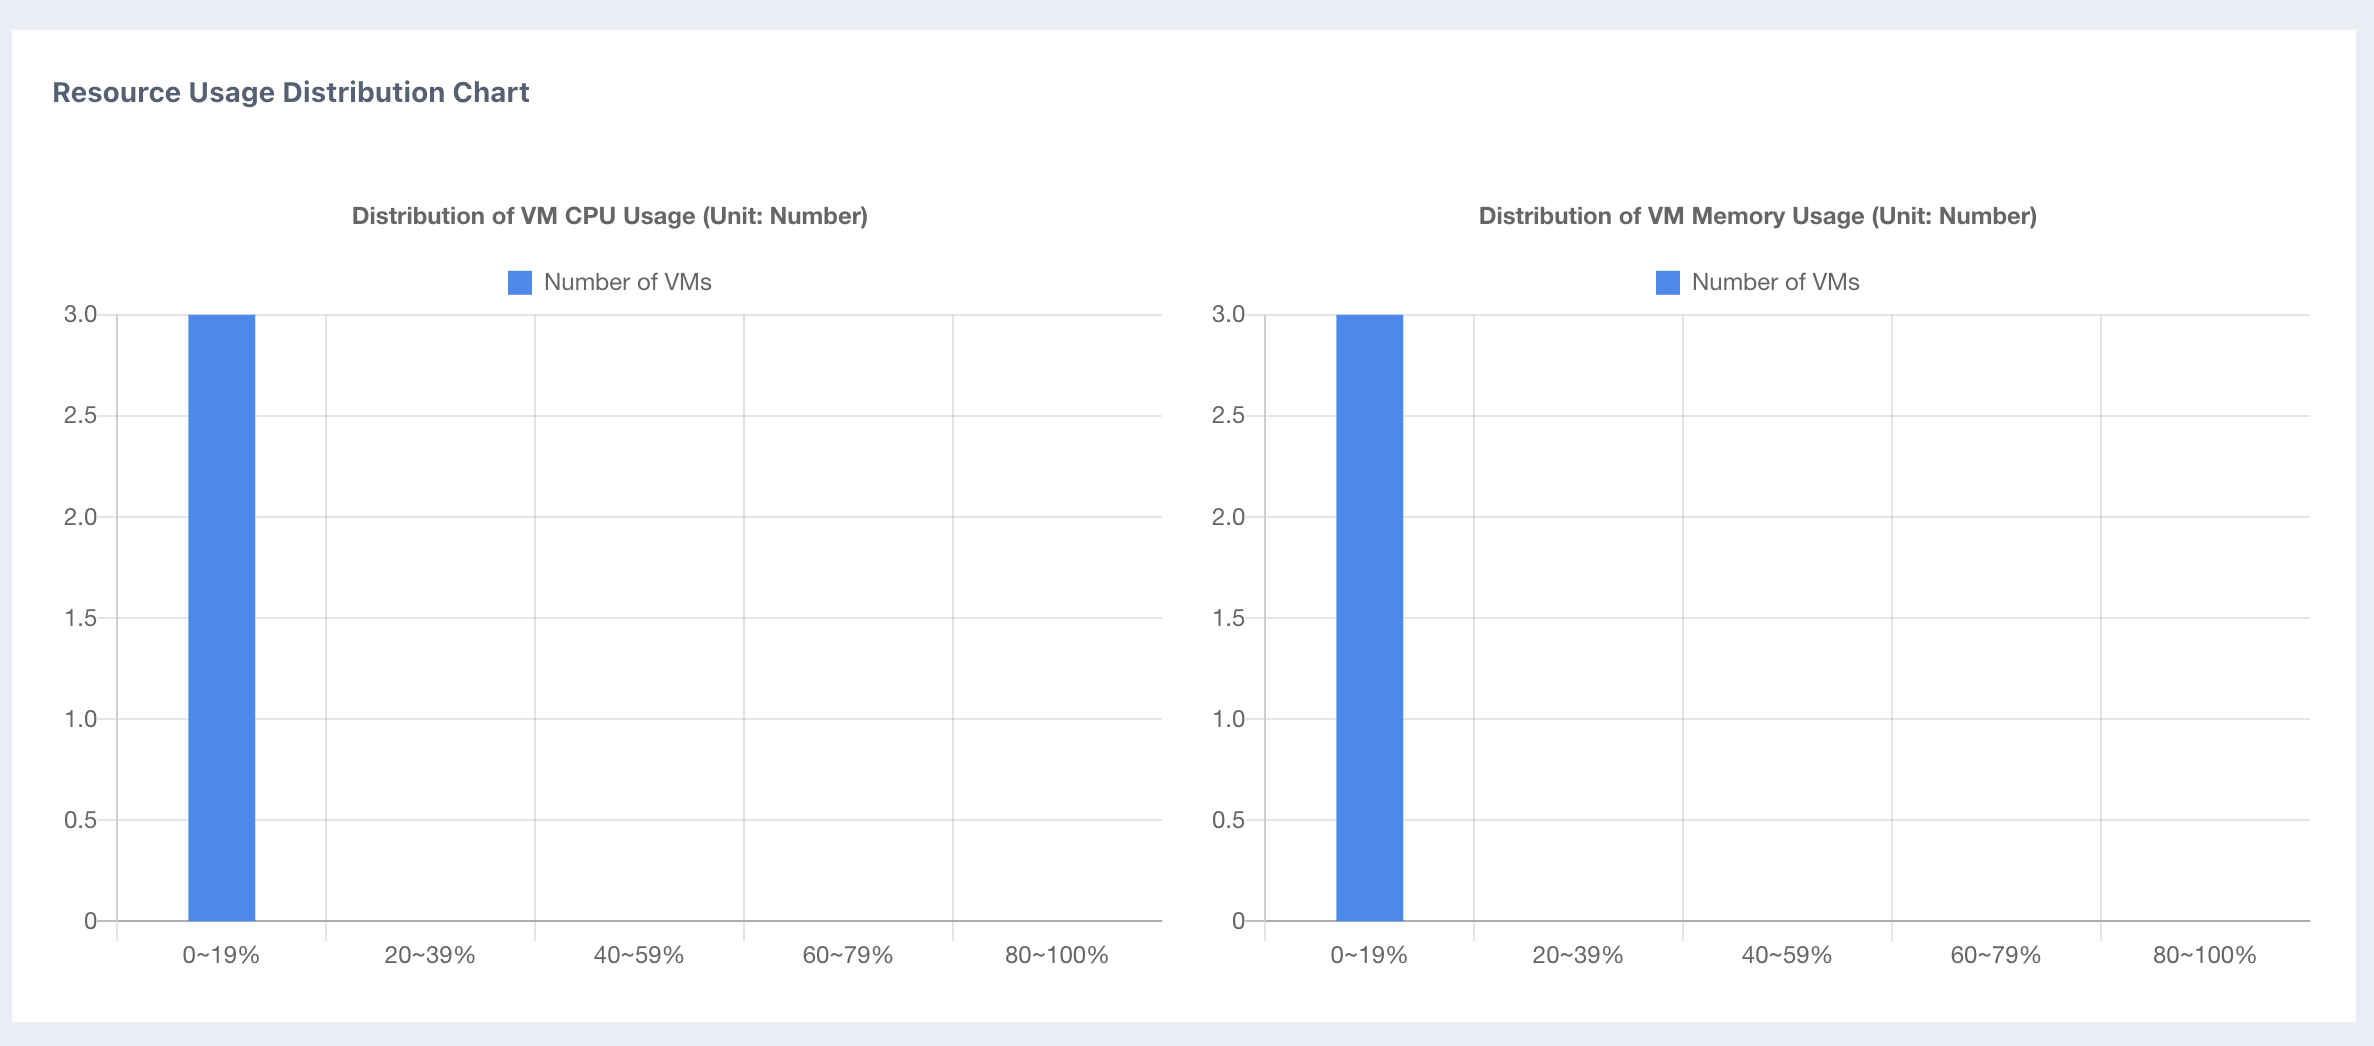 Resource Usage Distribution Chart
Distribution of VM CPU Usage (Unit: Number)
Number of VMs
3.0
2.5
2.0
1.5
1.0
0.5
0
0~19% 20~39% 40~59% 60~79% 80~100%
Distribution of VM Memory Usage (Unit: Number)
Number of VMs
3.0
2.5
2.0
1.5
1.0
0.5
0
0~19% 20~39% 40~59% 60~79% 80~100%